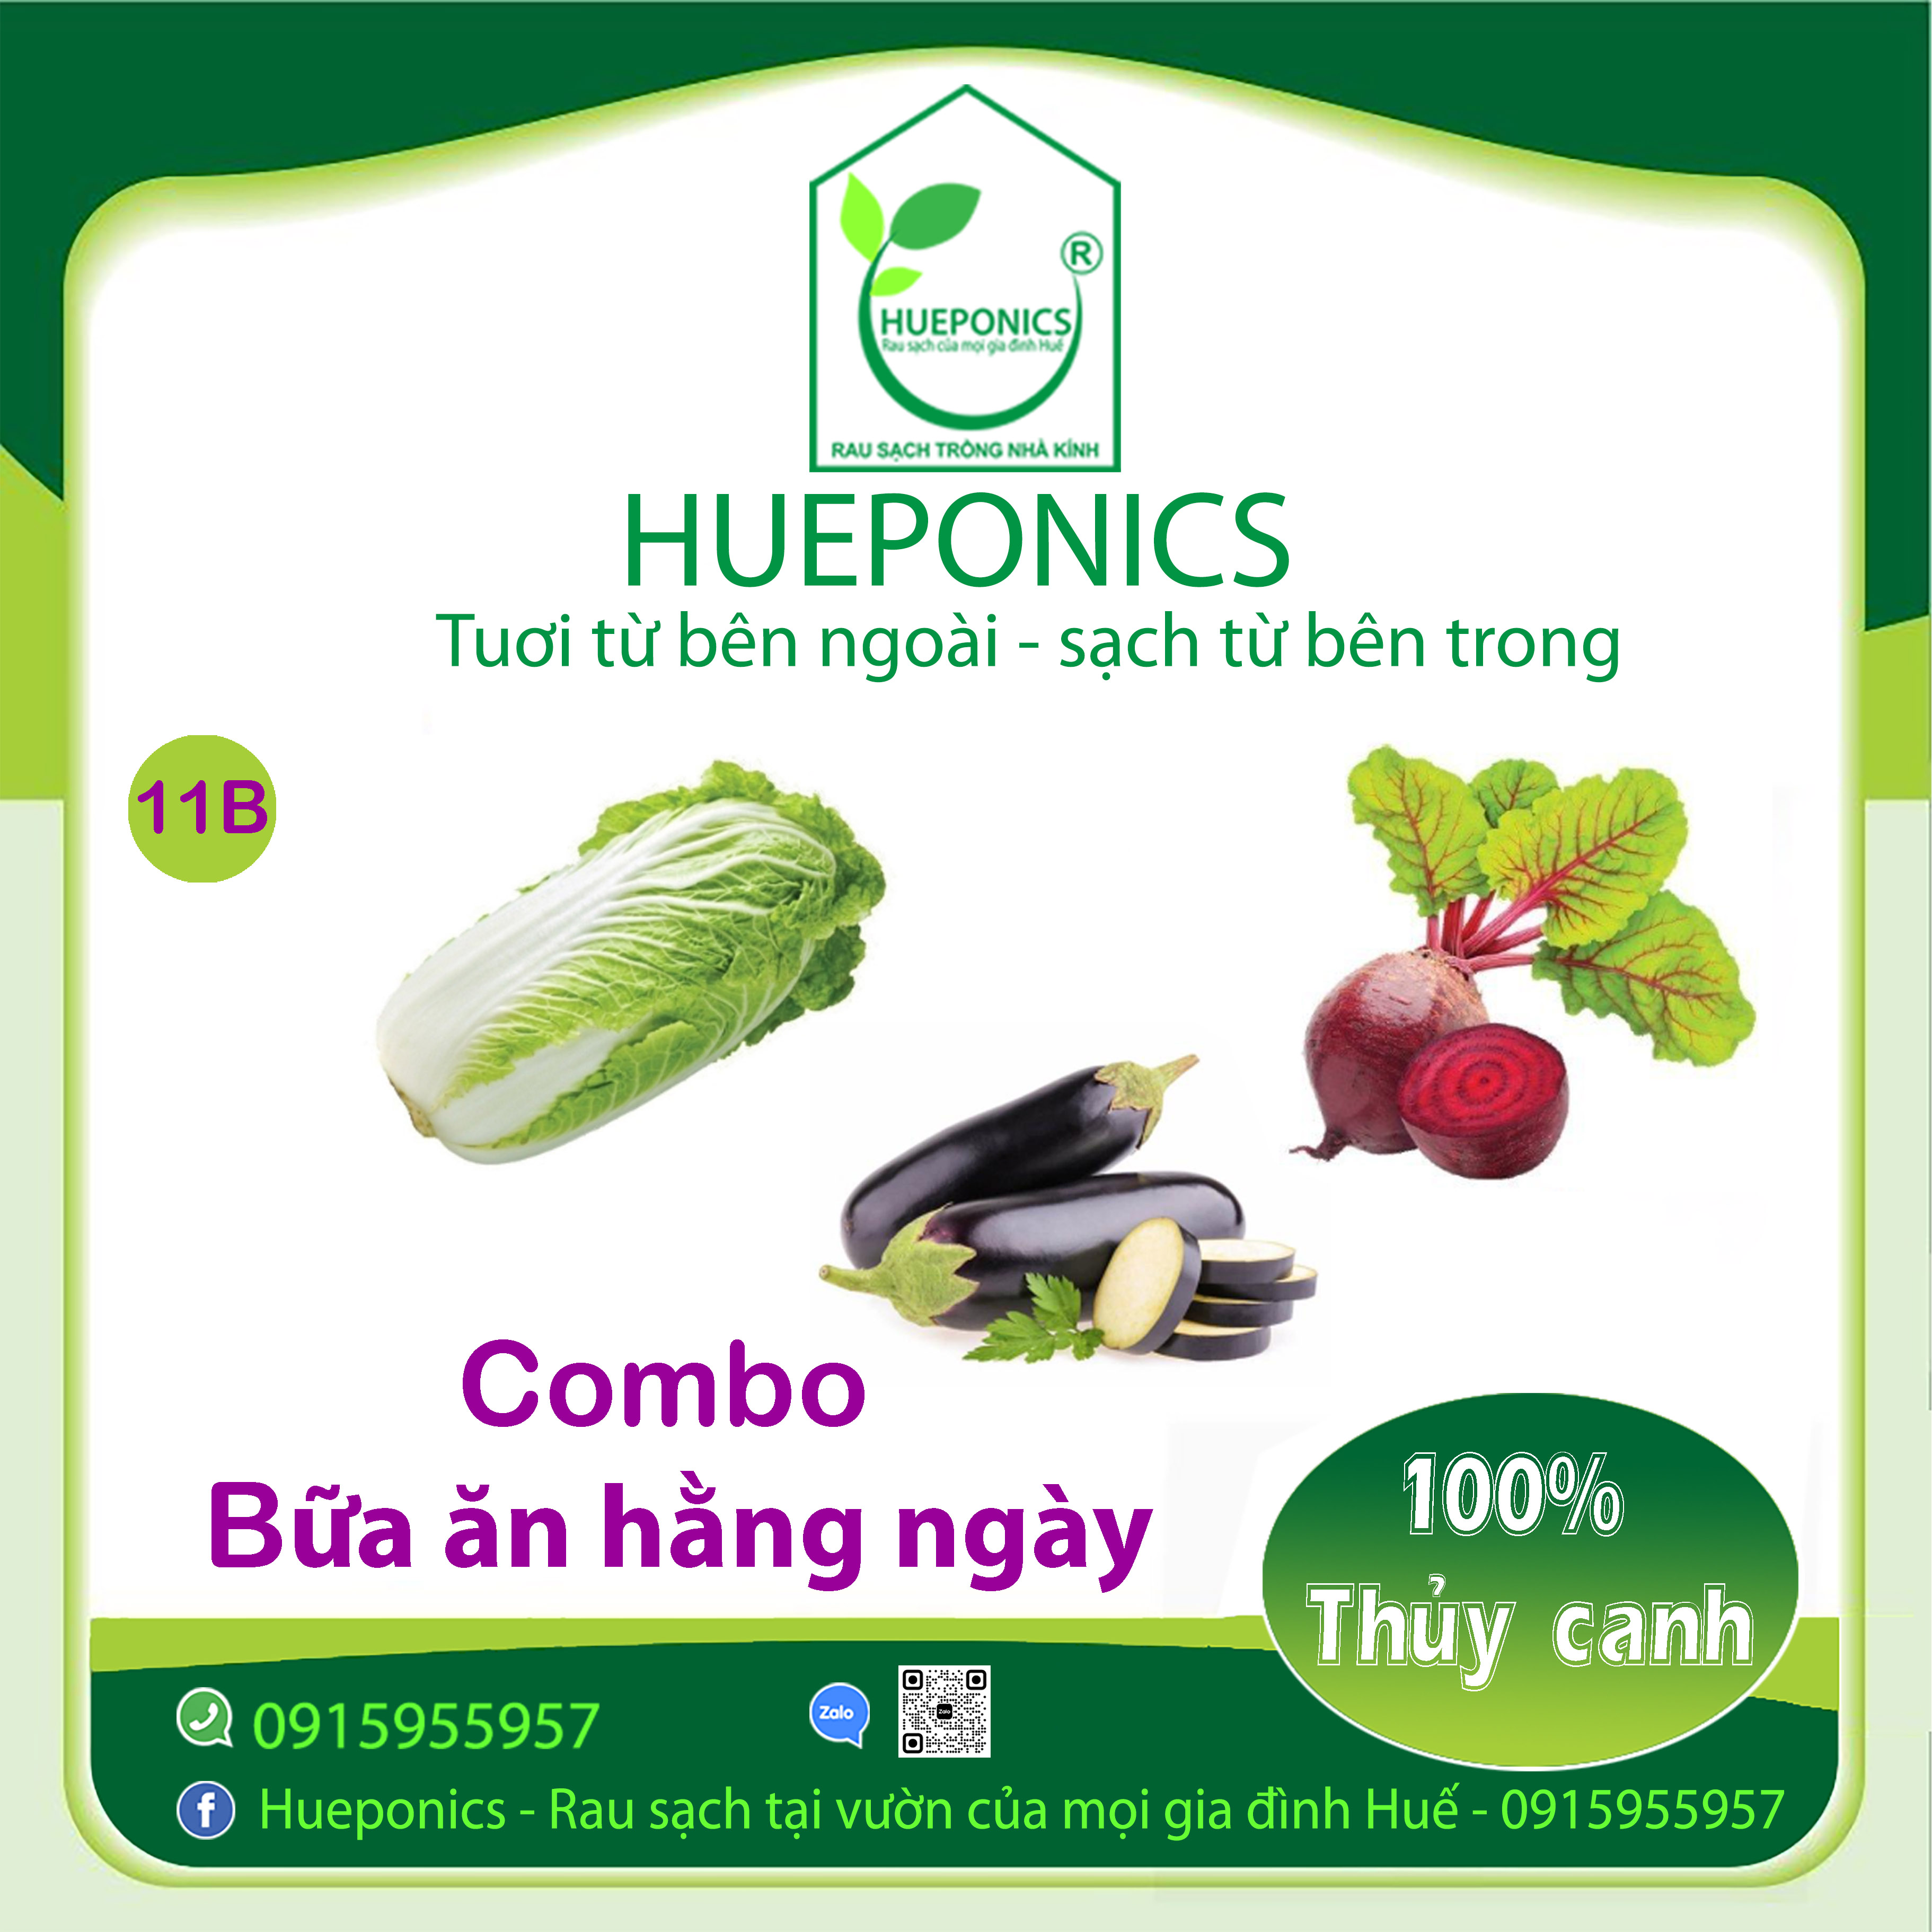 ®
HUEPONICS
Rau sạch của mọi gia đình Huế
RAU SẠCH TRỒNG NHÀ KÍNH
HUEPONICS
Tươi từ bên ngoài - sạch từ bên trong
11B
Combo
Bữa ăn hằng ngày
100%
Thủy canh
0915955957
Zalo
Zalo
Hueponics - Rau sạch tại vườn của mọi gia đình Huế - 0915955957